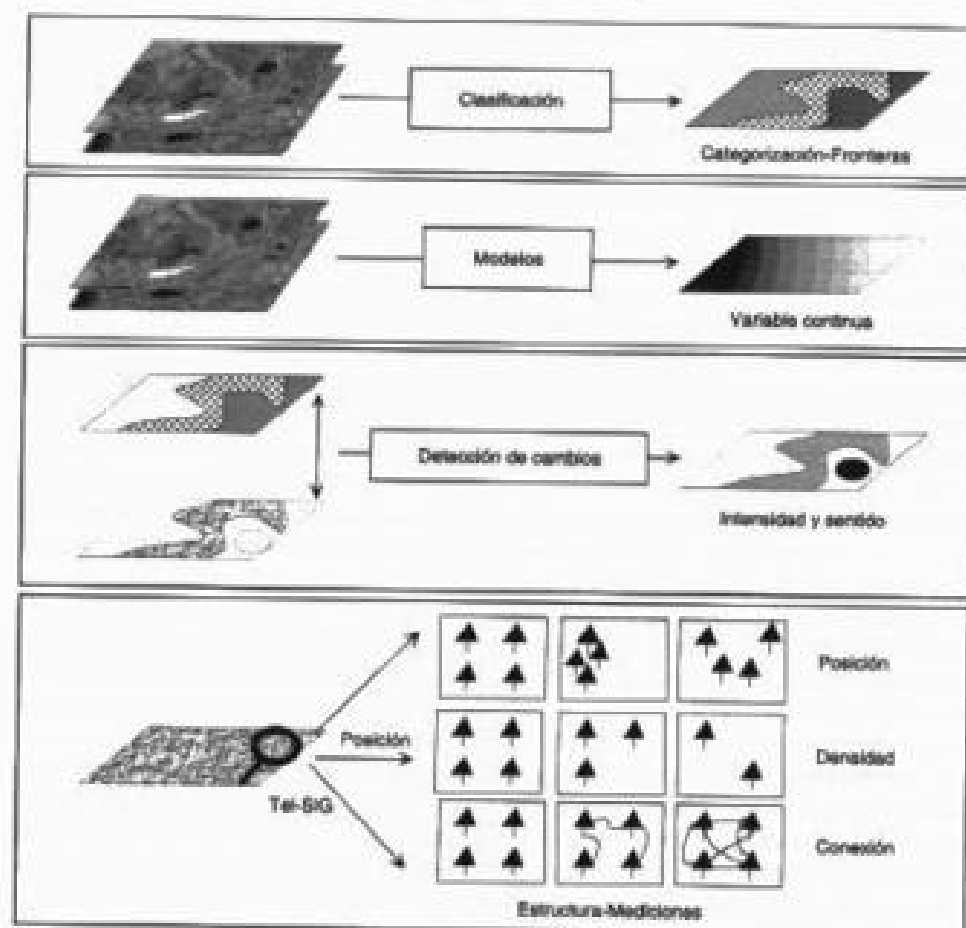 Clasificación
Categorización-Fronteras
Modelos
Variable continua
Detección de cambios
Intensidad y sentido
Posición
Posición
Densidad
Tel-SIG
Conexión
Estructura-Mediciones